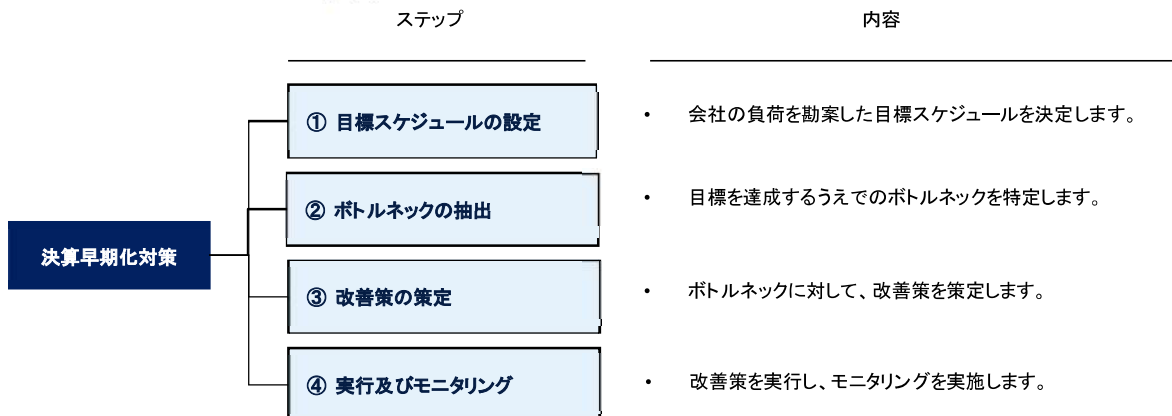 ステップ
内容
① 目標スケジュールの設定
• 会社の負荷を勘案した目標スケジュールを決定します。
② ボトルネックの抽出
• 目標を達成するうえでのボトルネックを特定します。
決算早期化対策
③ 改善策の策定
• ボトルネックに対して、改善策を策定します。
④ 実行及びモニタリング
• 改善策を実行し、モニタリングを実施します。